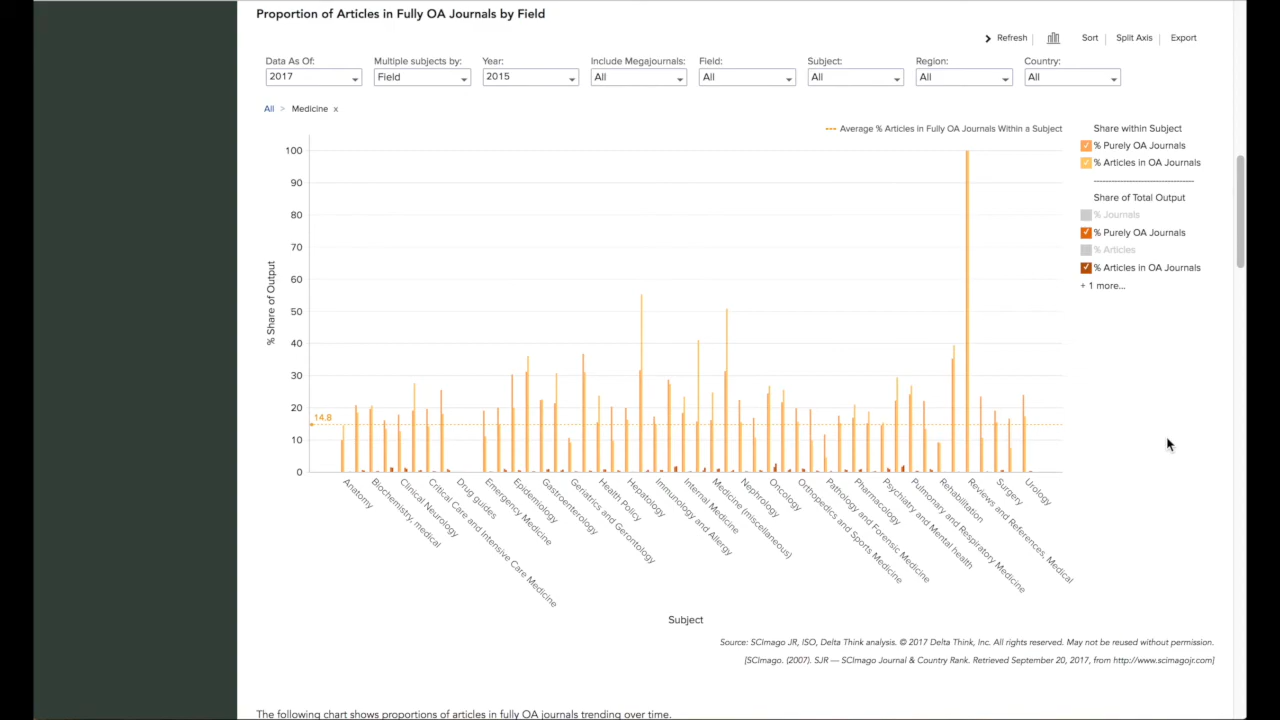 Proportion of Articles in Fully OA Journals by Field
Refresh
Sort
Split Axis
Export
Data As Of: Multiple subjects by: Year: Include Megajournals: Field: Subject: Region: Country:
2017 Field 2015 All All All All All
All > Medicine x
Average % Articles in Fully OA Journals Within a Subject
Share within Subject
% Purely OA Journals
% Articles in OA Journals
Share of Total Output
% Journals
% Purely OA Journals
% Articles
% Articles in OA Journals
+ 1 more...
% Share of Output
100
90
80
70
60
50
40
30
20
10
0
14.8
Anatomy
Biochemistry, medical
Clinical Neurology
Critical Care and Intensive Care Medicine
Drug guides
Emergency Medicine
Epidemiology
Gastroenterology
Geriatrics and Gerontology
Health Policy
Hepatology
Immunology and Allergy
Internal Medicine
Medicine (miscellaneous)
Nephrology
Oncology
Orthopedics and Sports Medicine
Pathology and Forensic Medicine
Pharmacology
Psychiatry and Mental health
Pulmonary and Respiratory Medicine
Rehabilitation
Reviews and References, Medical
Surgery
Urology
Subject
Source: SCImago JR, ISO, Delta Think analysis. © 2017 Delta Think, Inc. All rights reserved. May not be reused without permission.
[SCImago. (2007). SJR — SCImago Journal & Country Rank. Retrieved September 20, 2017, from http://www.scimagojr.com]
The following chart shows proportions of articles in fully OA journals trending over time.